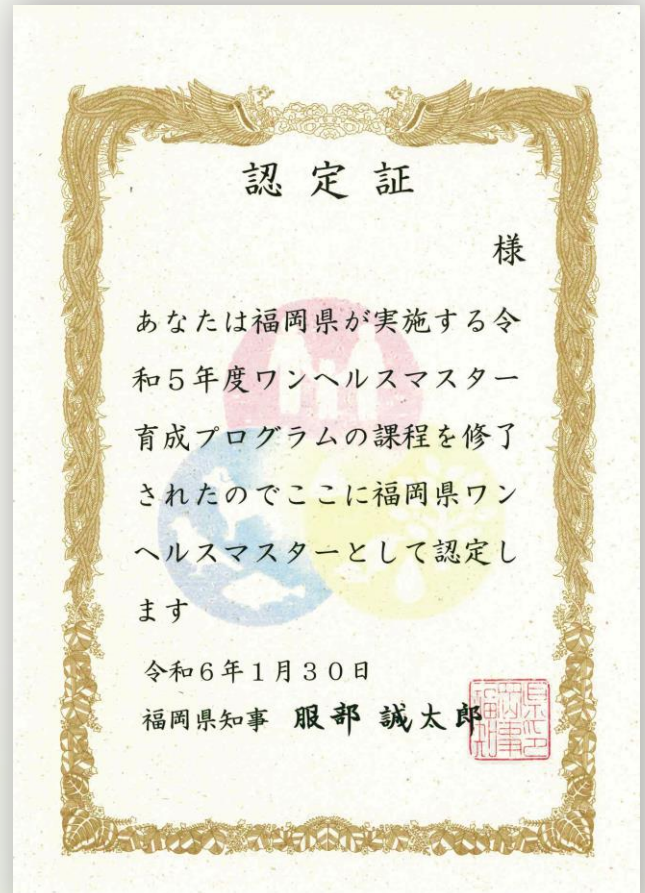 認定証
様
あなたは福岡県が実施する令
和５年度ワンヘルスマスター
育成プログラムの課程を修了
されたのでここに福岡県ワン
ヘルスマスターとして認定し
ます
令和６年１月３０日
福岡県知事 服部 誠太郎